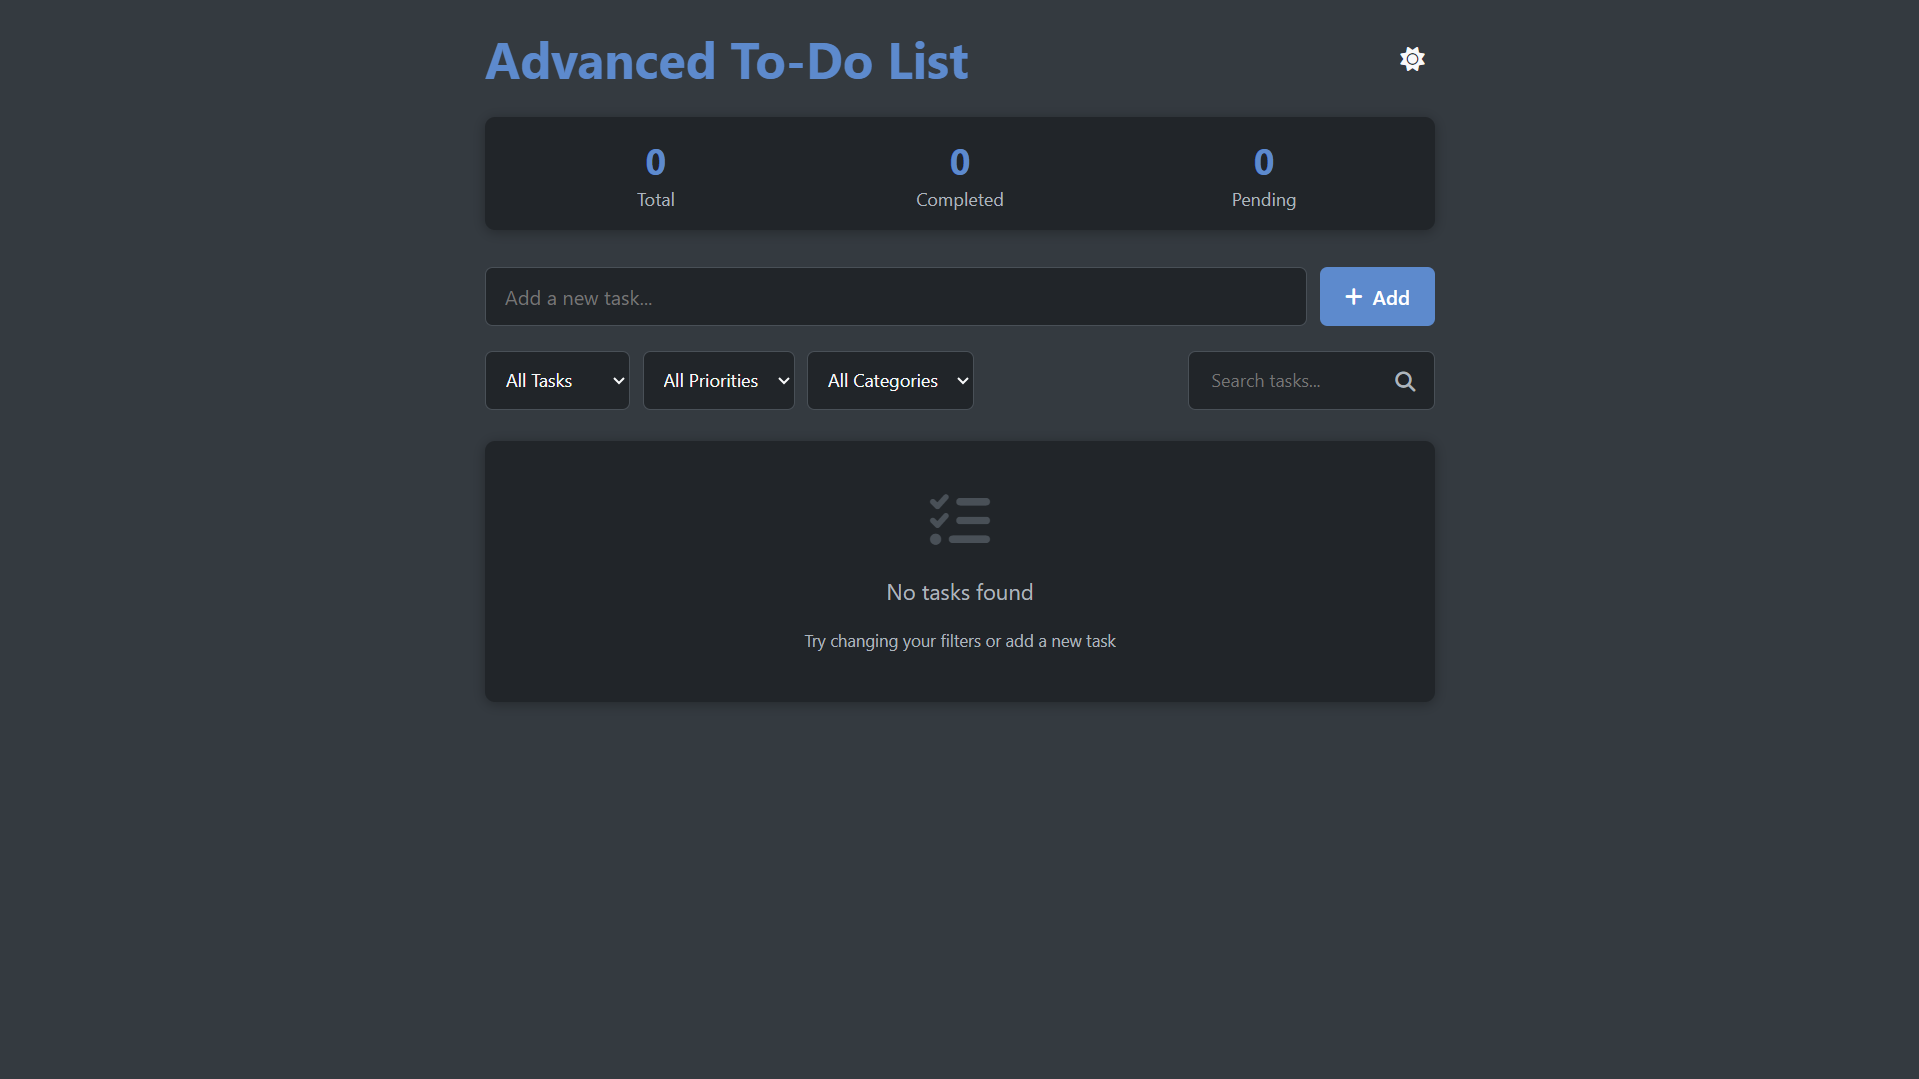 Advanced To-Do List
0 0 0
Total Completed Pending
Add a new task...
Add
All Tasks All Priorities All Categories Search tasks...
No tasks found
Try changing your filters or add a new task